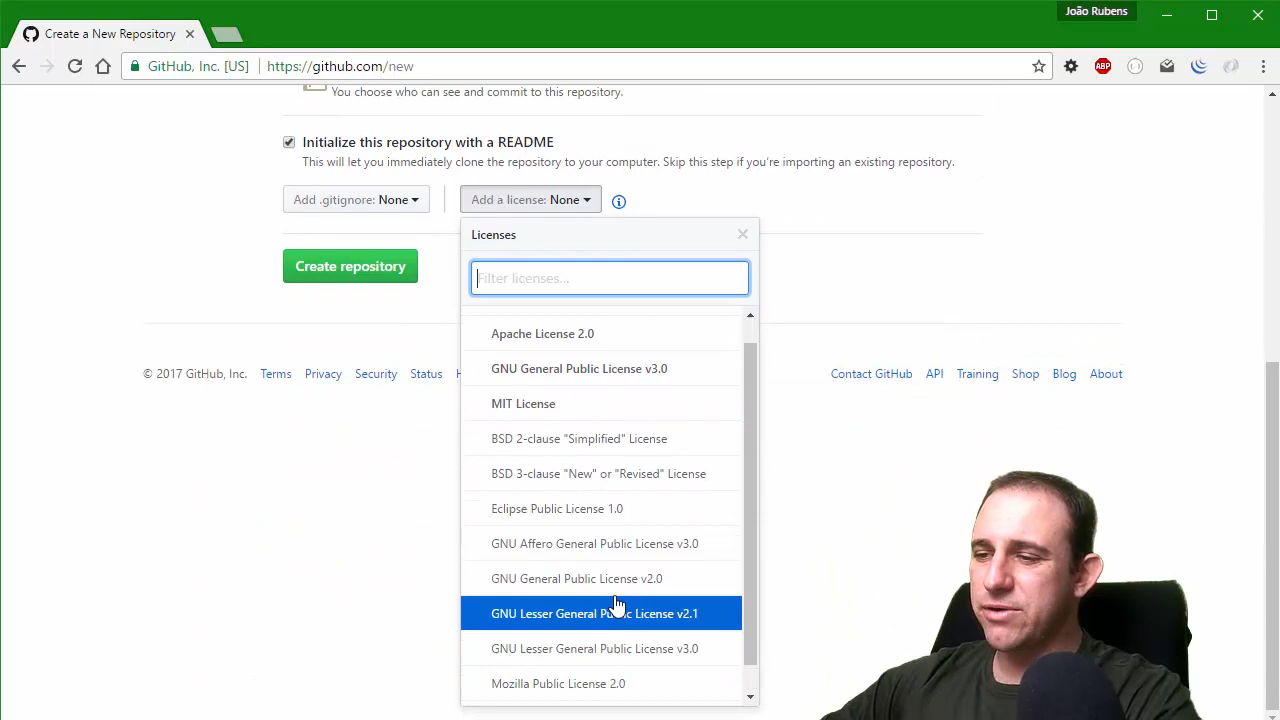 João Rubens
Create a New Repository
GitHub, Inc. [US] https://github.com/new
ABP
You choose who can see and commit to this repository.
Initialize this repository with a README
This will let you immediately clone the repository to your computer. Skip this step if you're importing an existing repository.
Add .gitignore: None
Add a license: None
Licenses
Filter licenses...
Create repository
Apache License 2.0
GNU General Public License v3.0
MIT License
BSD 2-clause "Simplified" License
BSD 3-clause "New" or "Revised" License
Eclipse Public License 1.0
GNU Affero General Public License v3.0
GNU General Public License v2.0
GNU Lesser General Public License v2.1
GNU Lesser General Public License v3.0
Mozilla Public License 2.0
© 2017 GitHub, Inc. Terms Privacy Security Status
Contact GitHub API Training Shop Blog About